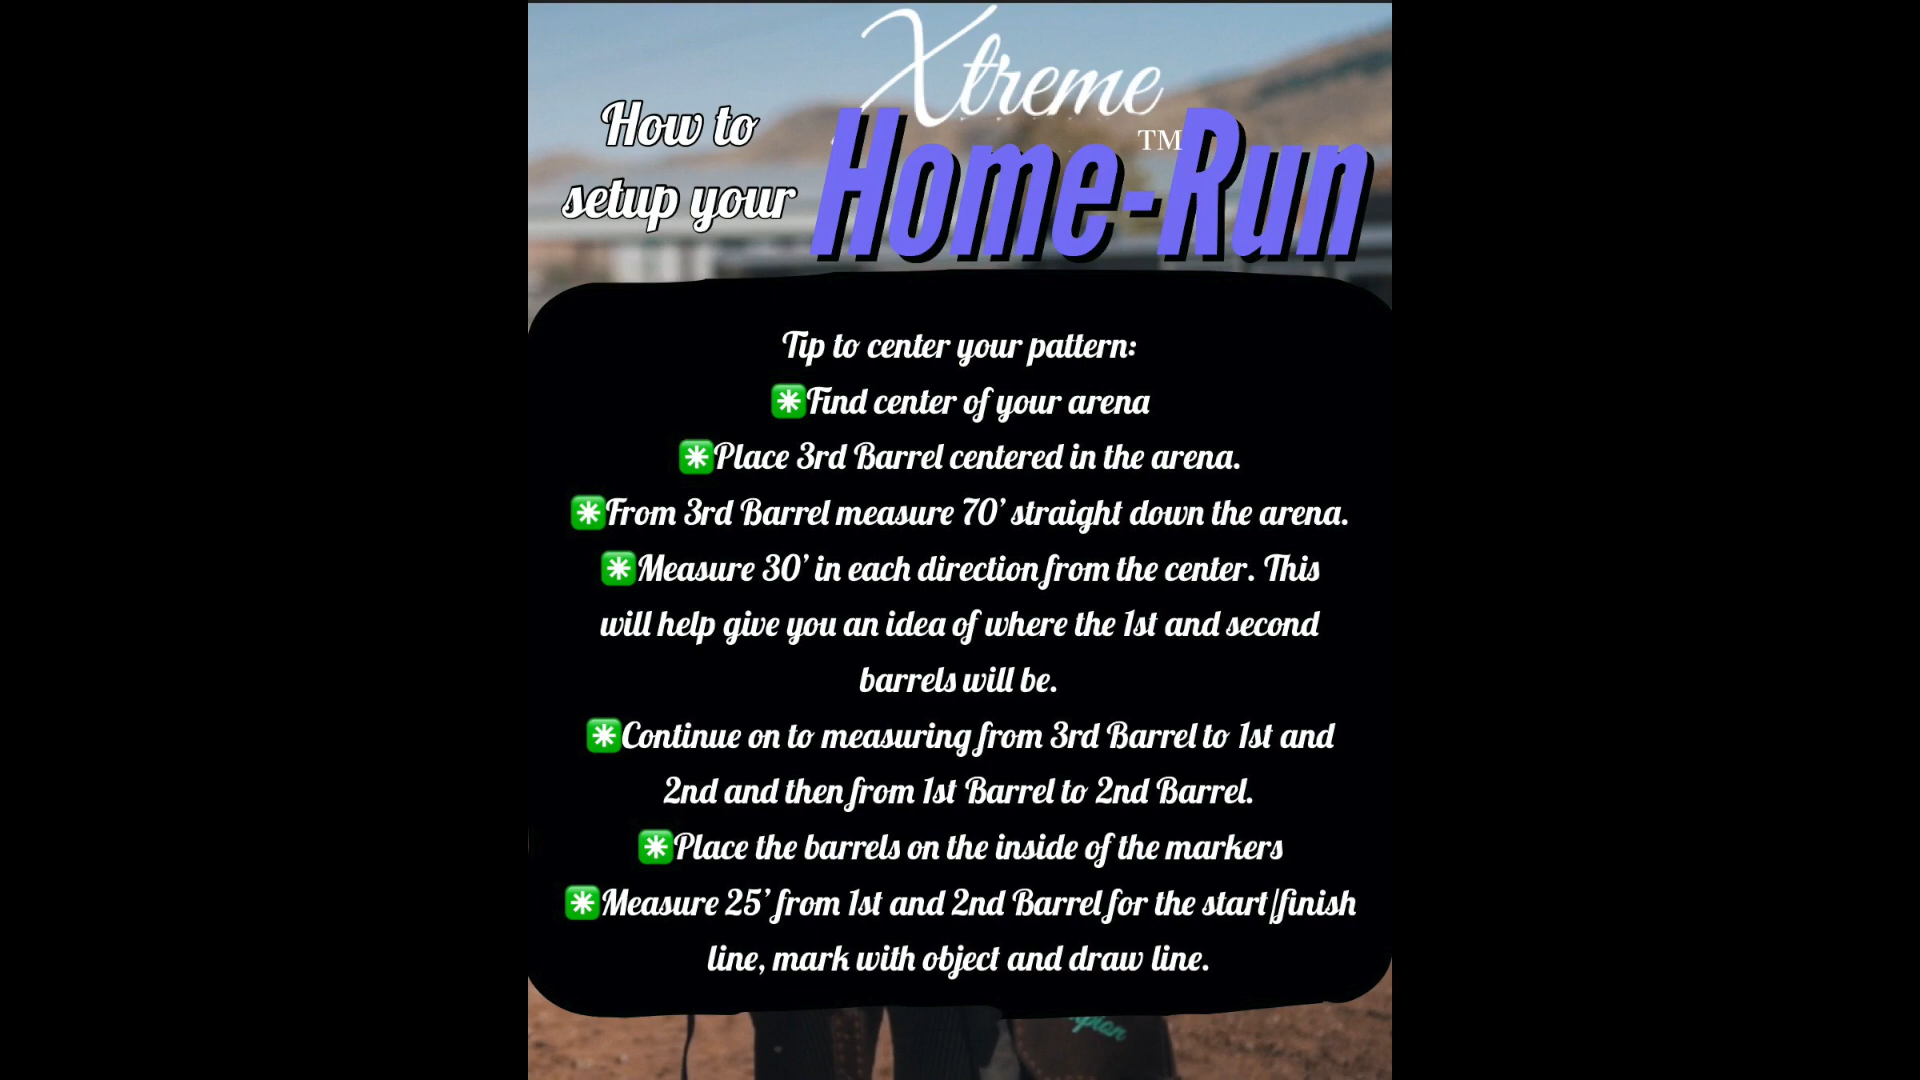 Xtreme
How to
setup your
Home-Run
TM
Tip to center your pattern:
✳️Find center of your arena
✳️Place 3rd Barrel centered in the arena.
✳️From 3rd Barrel measure 70’ straight down the arena.
✳️Measure 30’ in each direction from the center. This
will help give you an idea of where the 1st and second
barrels will be.
✳️Continue on to measuring from 3rd Barrel to 1st and
2nd and then from 1st Barrel to 2nd Barrel.
✳️Place the barrels on the inside of the markers
✳️Measure 25’ from 1st and 2nd Barrel for the start/finish
line, mark with object and draw line.